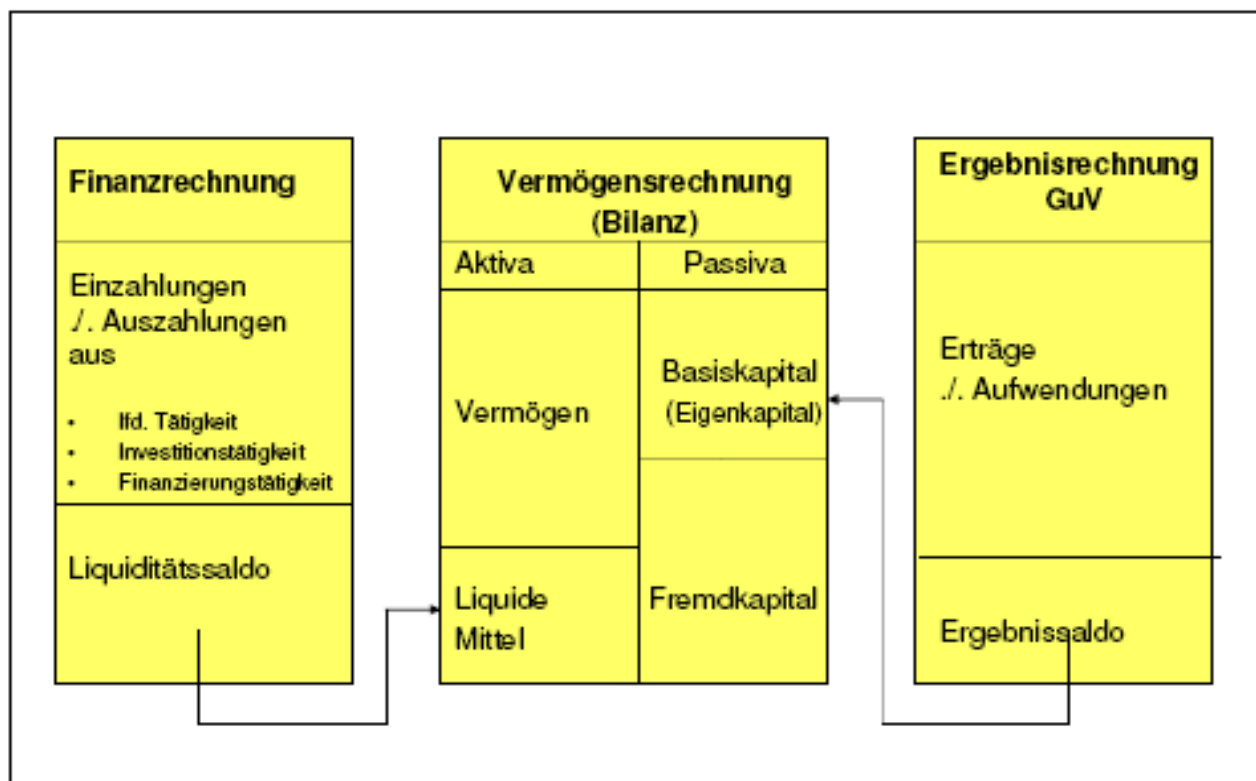 Finanzrechnung
Einzahlungen
./. Auszahlungen
aus
• lfd. Tätigkeit
• Investitionstätigkeit
• Finanzierungstätigkeit
Liquiditätssaldo
Vermögensrechnung
(Bilanz)
Aktiva
Passiva
Vermögen
Basiskapital
(Eigenkapital)
Liquide
Mittel
Fremdkapital
Ergebnisrechnung
GuV
Erträge
./. Aufwendungen
Ergebnissaldo